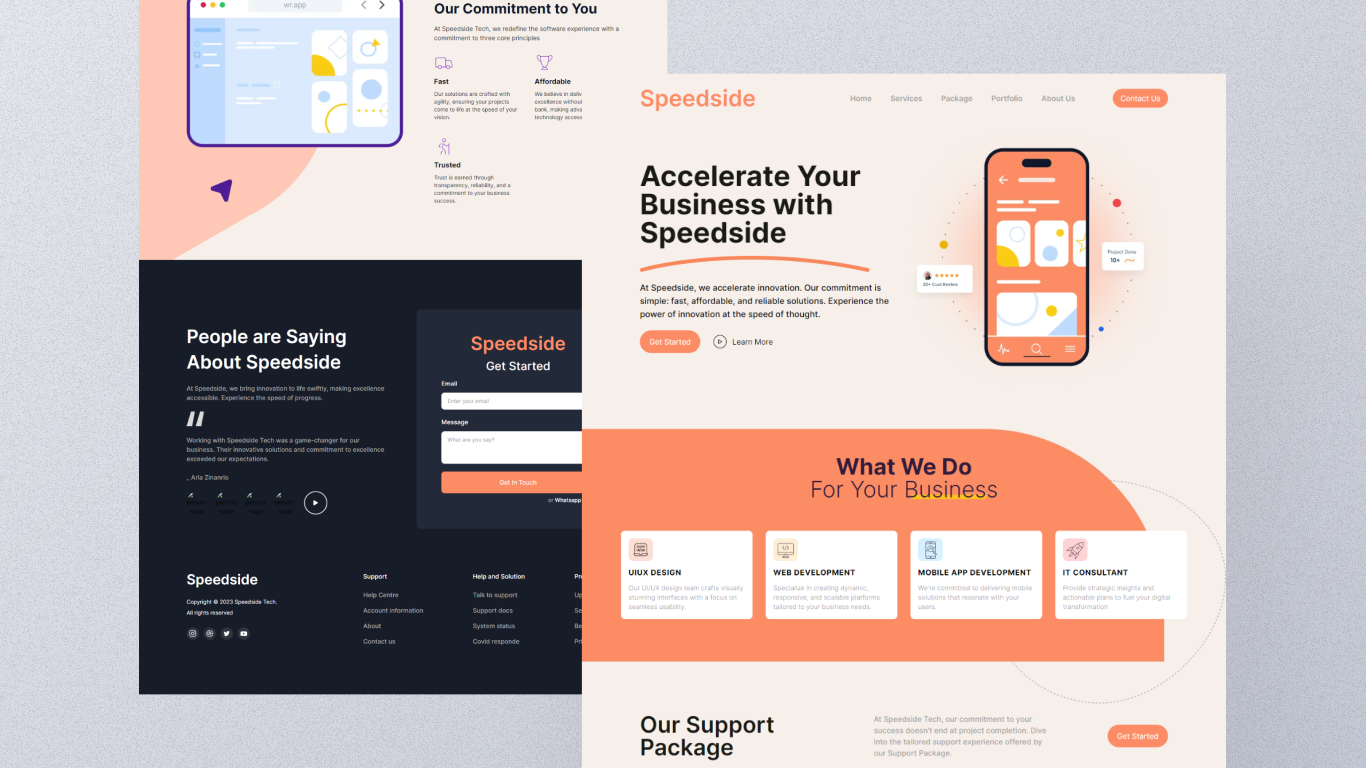 wr.app
Our Commitment to You
At Speedside Tech, we redefine the software experience with a
commitment to three core principles
Fast
Our solutions are crafted with
agility, ensuring your projects
come to life at the speed of your
vision.
Affordable
We believe in
excellence without
bank, making
technology
Trusted
Trust is earned through
transparency, reliability, and a
commitment to your business
success.
People are Saying
About Speedside
At Speedside, we bring innovation to life swiftly, making excellence
accessible. Experience the speed of progress.
Working with Speedside Tech was a game-changer for our
business. Their innovative solutions and commitment to excellence
exceeded our expectations.
_ Aria Zinanrio
Speedside
Get Started
Email
Enter your email
Message
What are you say?
Get In Touch
or Whatsapp
Speedside
Copyright © 2023 Speedside Tech.
All rights reserved
Support
Help Centre
Account information
About
Contact us
Help and Solution
Talk to support
Support docs
System status
Covid responde
Speedside
Home
Services
Package
Portfolio
About Us
Contact Us
Accelerate Your
Business with
Speedside
At Speedside, we accelerate innovation. Our commitment is
simple: fast, affordable, and reliable solutions. Experience the
power of innovation at the speed of thought.
Get Started
Learn More
20+ Cust Review
Project Done
10+
What We Do
For Your Business
UIUX DESIGN
Our UI/UX design team crafts visually
stunning interfaces with a focus on
seamless usability.
WEB DEVELOPMENT
Specialize in creating dynamic,
responsive, and scalable platforms
tailored to your business needs.
MOBILE APP DEVELOPMENT
We're committed to delivering mobile
solutions that resonate with your
users.
IT CONSULTANT
Provide strategic insights and
actionable plans to fuel your digital
transformation
Our Support
Package
At Speedside Tech, our commitment to your
success doesn't end at project completion. Dive
into the tailored support experience offered by
our Support Package.
Get Started